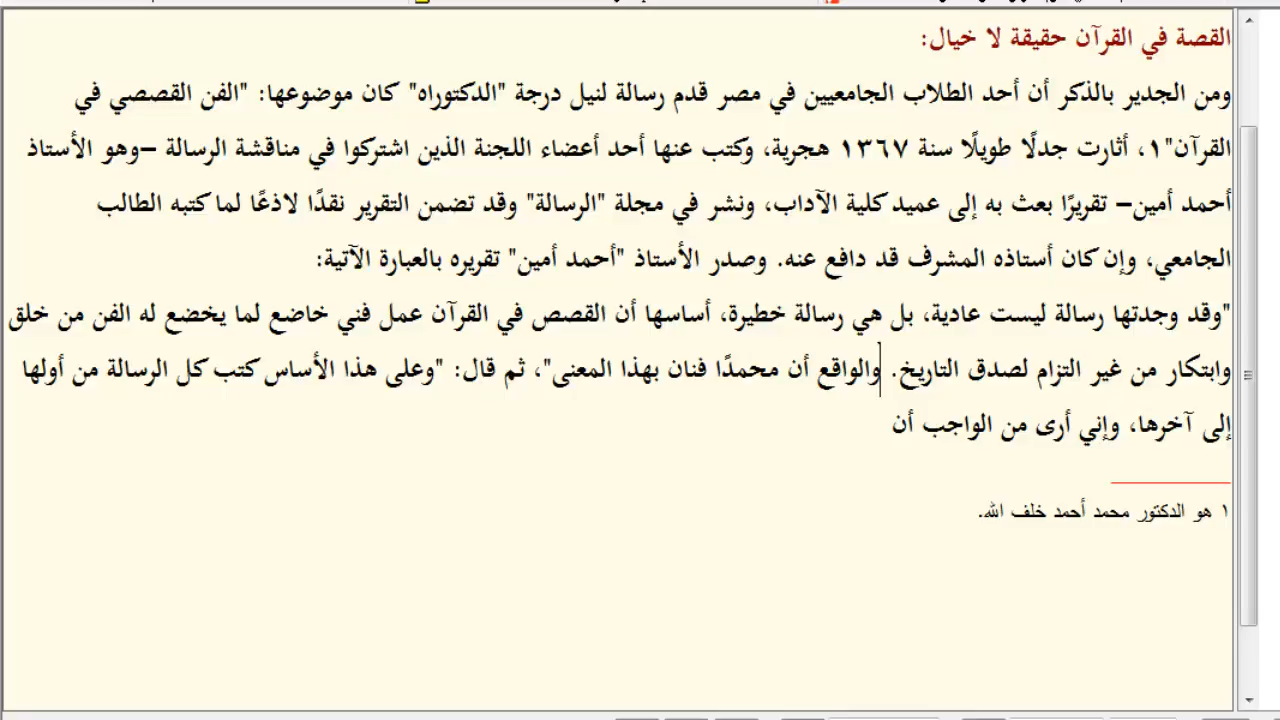 القصة في القرآن حقيقة لا خيال:
ومن الجدير بالذكر أن أحد الطلاب الجامعيين في مصر قدم رسالة لنيل درجة "الدكتوراه" كان موضوعها: "الفن القصصي في
القرآن"١، أثارت جدلًا طويلًا سنة ١٣٦٧ هجرية، وكتب عنها أحد أعضاء اللجنة الذين اشتركوا في مناقشة الرسالة –وهو الأستاذ
أحمد أمين– تقريرًا بعث به إلى عميد كلية الآداب، ونشر في مجلة "الرسالة" وقد تضمن التقرير نقدًا لاذعًا لما كتبه الطالب
الجامعي، وإن كان أستاذه المشرف قد دافع عنه. وصدر الأستاذ "أحمد أمين" تقريره بالعبارة الآتية:
"وقد وجدتها رسالة ليست عادية، بل هي رسالة خطيرة، أساسها أن القصص في القرآن عمل فني خاضع لما يخضع له الفن من خلق
وابتكار من غير التزام لصدق التاريخ. والواقع أن محمدًا فنان بهذا المعنى"، ثم قال: "وعلى هذا الأساس كتب كل الرسالة من أولها
إلى آخرها، وإني أرى من الواجب أن
١ هو الدكتور محمد أحمد خلف الله.